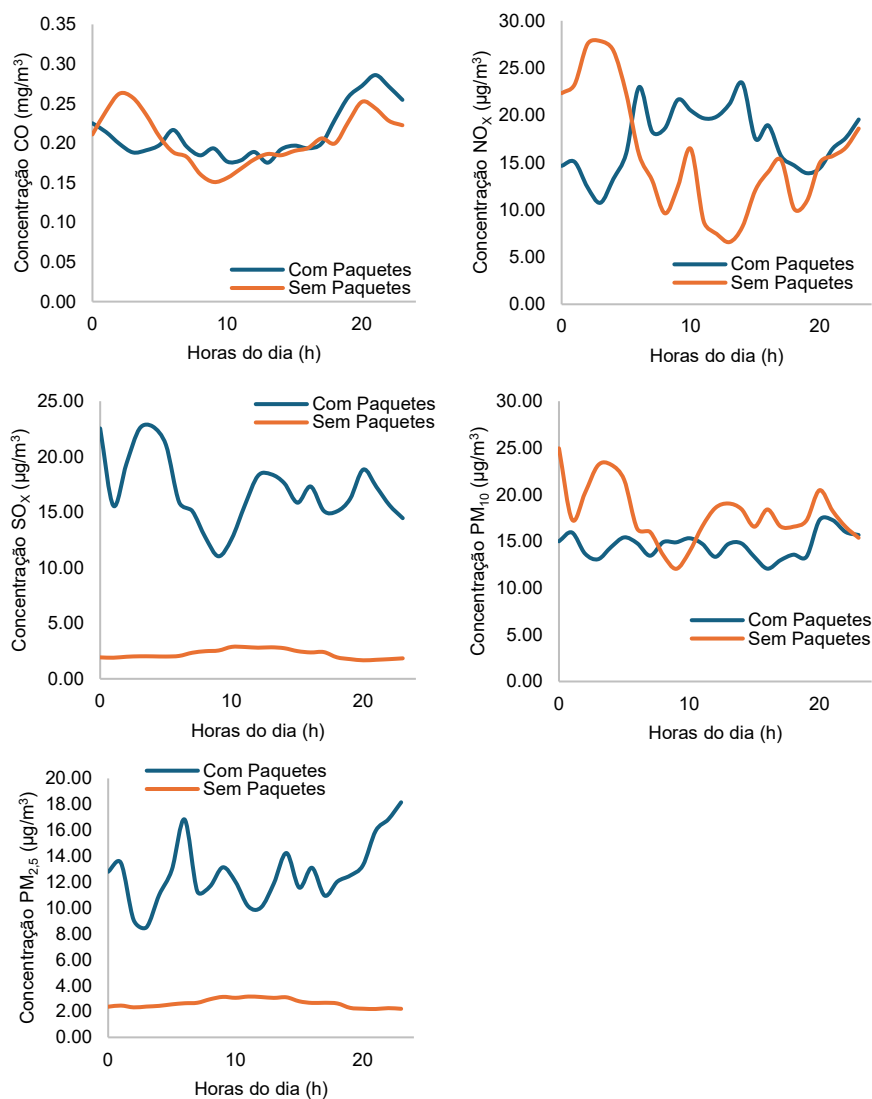 Concentração CO (mg/m³)
0.35
0.30
0.25
0.20
0.15
0.10
0.05
0.00
Com Paquetes
Sem Paquetes
0 10 20
Horas do dia (h)
Concentração NOX (µg/m³)
30.00
25.00
20.00
15.00
10.00
5.00
0.00
Com Paquetes
Sem Paquetes
0 10 20
Horas do dia (h)
Concentração SOX (µg/m³)
25.00
20.00
15.00
10.00
5.00
0.00
Com Paquetes
Sem Paquetes
0 10 20
Horas do dia (h)
Concentração PM10 (µg/m³)
30.00
25.00
20.00
15.00
10.00
5.00
0.00
Com Paquetes
Sem Paquetes
0 10 20
Horas do dia (h)
Concentração PM2,5 (µg/m³)
20.00
18.00
16.00
14.00
12.00
10.00
8.00
6.00
4.00
2.00
0.00
Com Paquetes
Sem Paquetes
0 10 20
Horas do dia (h)